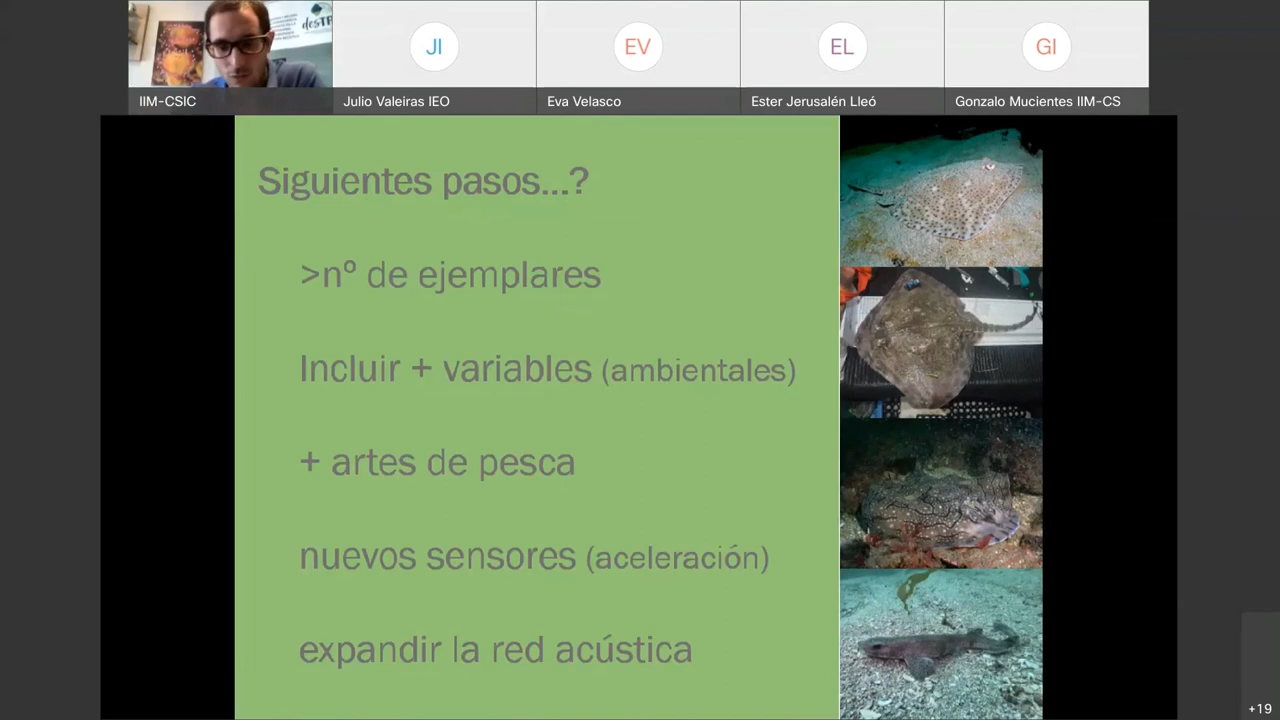 desTP
IIM-CSIC
JI
Julio Valeiras IEO
EV
Eva Velasco
EL
Ester Jerusalén Lleó
GI
Gonzalo Mucientes IIM-CS
Siguientes pasos...?
>nº de ejemplares
Incluir + variables (ambientales)
+ artes de pesca
nuevos sensores (aceleración)
expandir la red acústica
+19